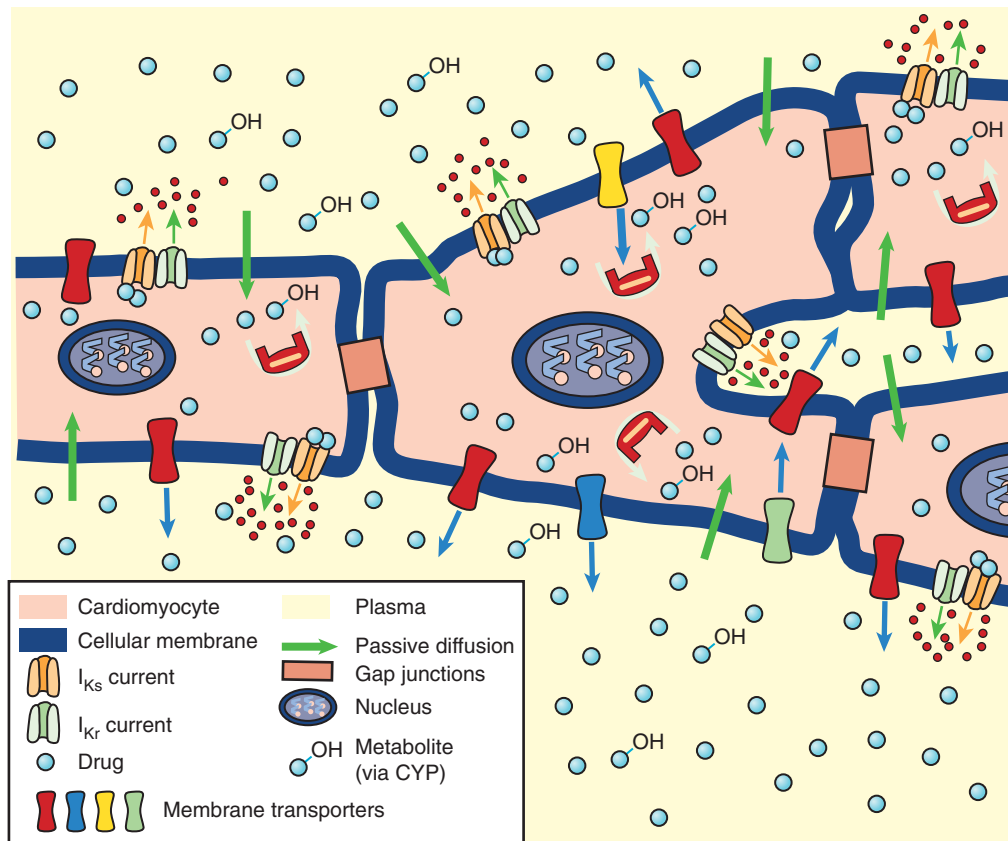 OH
OH
OH
OH
OH
OH
OH
OH
OH
OH
OH
OH
OH
Cardiomyocyte
Cellular membrane
IKs current
IKr current
Drug
Plasma
Passive diffusion
Gap junctions
Nucleus
OH Metabolite
(via CYP)
Membrane transporters